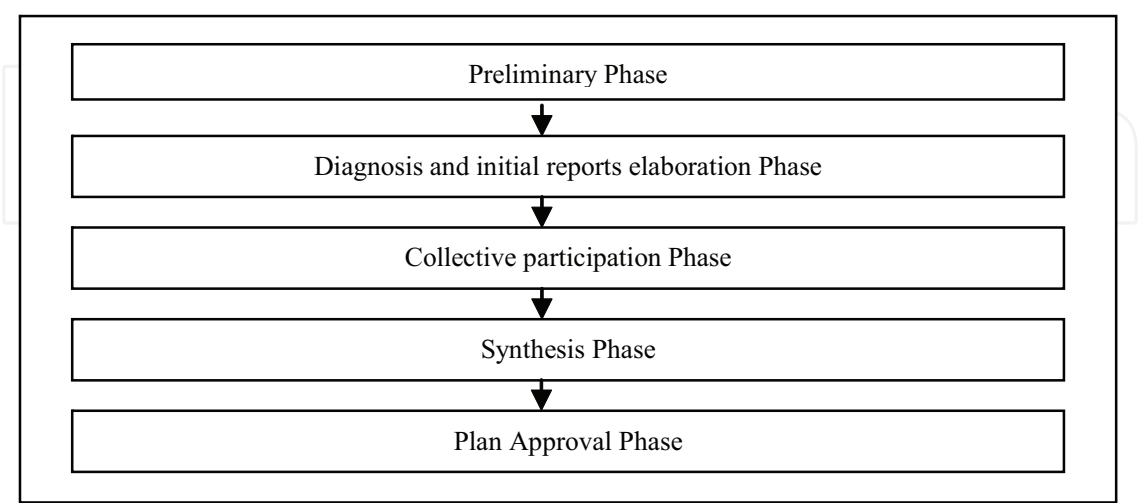 Preliminary Phase
Diagnosis and initial reports elaboration Phase
Collective participation Phase
Synthesis Phase
Plan Approval Phase